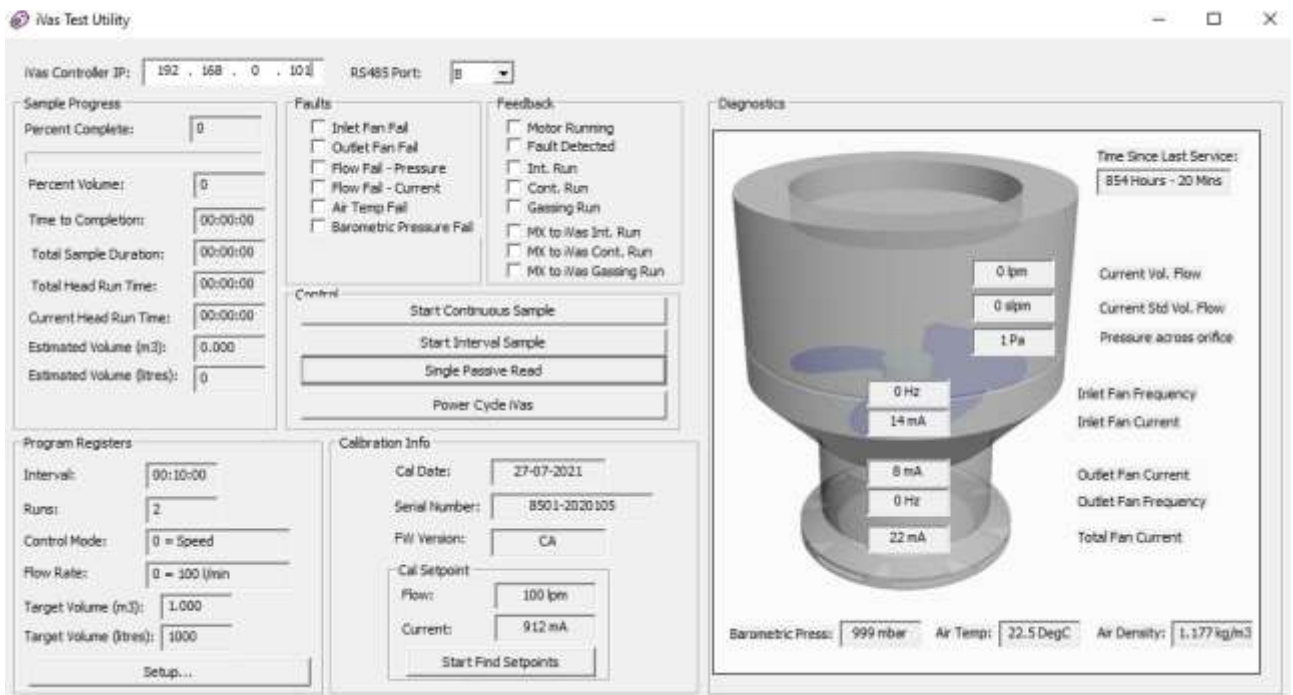 iVas Test Utility
iVas Controller IP: 192 . 168 . 0 . 101 RS485 Port: B
Sample Progress
Percent Complete: 0
Percent Volume: 0
Time to Completion: 00:00:00
Total Sample Duration: 00:00:00
Total Head Run Time: 00:00:00
Current Head Run Time: 00:00:00
Estimated Volume (m3): 0.000
Estimated Volume (litres): 0
Faults
Inlet Fan Fail
Outlet Fan Fail
Flow Fail - Pressure
Flow Fail - Current
Air Temp Fail
Barometric Pressure Fail
Feedback
Motor Running
Fault Detected
Int. Run
Cont. Run
Gassing Run
MX to iVas Int. Run
MX to iVas Cont. Run
MX to iVas Gassing Run
Control
Start Continuous Sample
Start Interval Sample
Single Passive Read
Power Cycle iVas
Program Registers
Interval: 00:10:00
Runs: 2
Control Mode: 0 = Speed
Flow Rate: 0 = 100 l/min
Target Volume (m3): 1.000
Target Volume (litres): 1000
Setup...
Calibration Info
Cal Date: 27-07-2021
Serial Number: 8501-2020105
FW Version: CA
Cal Setpoint
Flow: 100 lpm
Current: 912 mA
Start Find Setpoints
Diagnostics
Time Since Last Service:
854 Hours - 20 Mins
0 lpm Current Vol. Flow
0 slpm Current Std Vol. Flow
1 Pa Pressure across orifice
0 Hz Inlet Fan Frequency
14 mA Inlet Fan Current
8 mA Outlet Fan Current
0 Hz Outlet Fan Frequency
22 mA Total Fan Current
Barometric Press: 999 mbar Air Temp: 22.5 DegC Air Density: 1.177 kg/m3